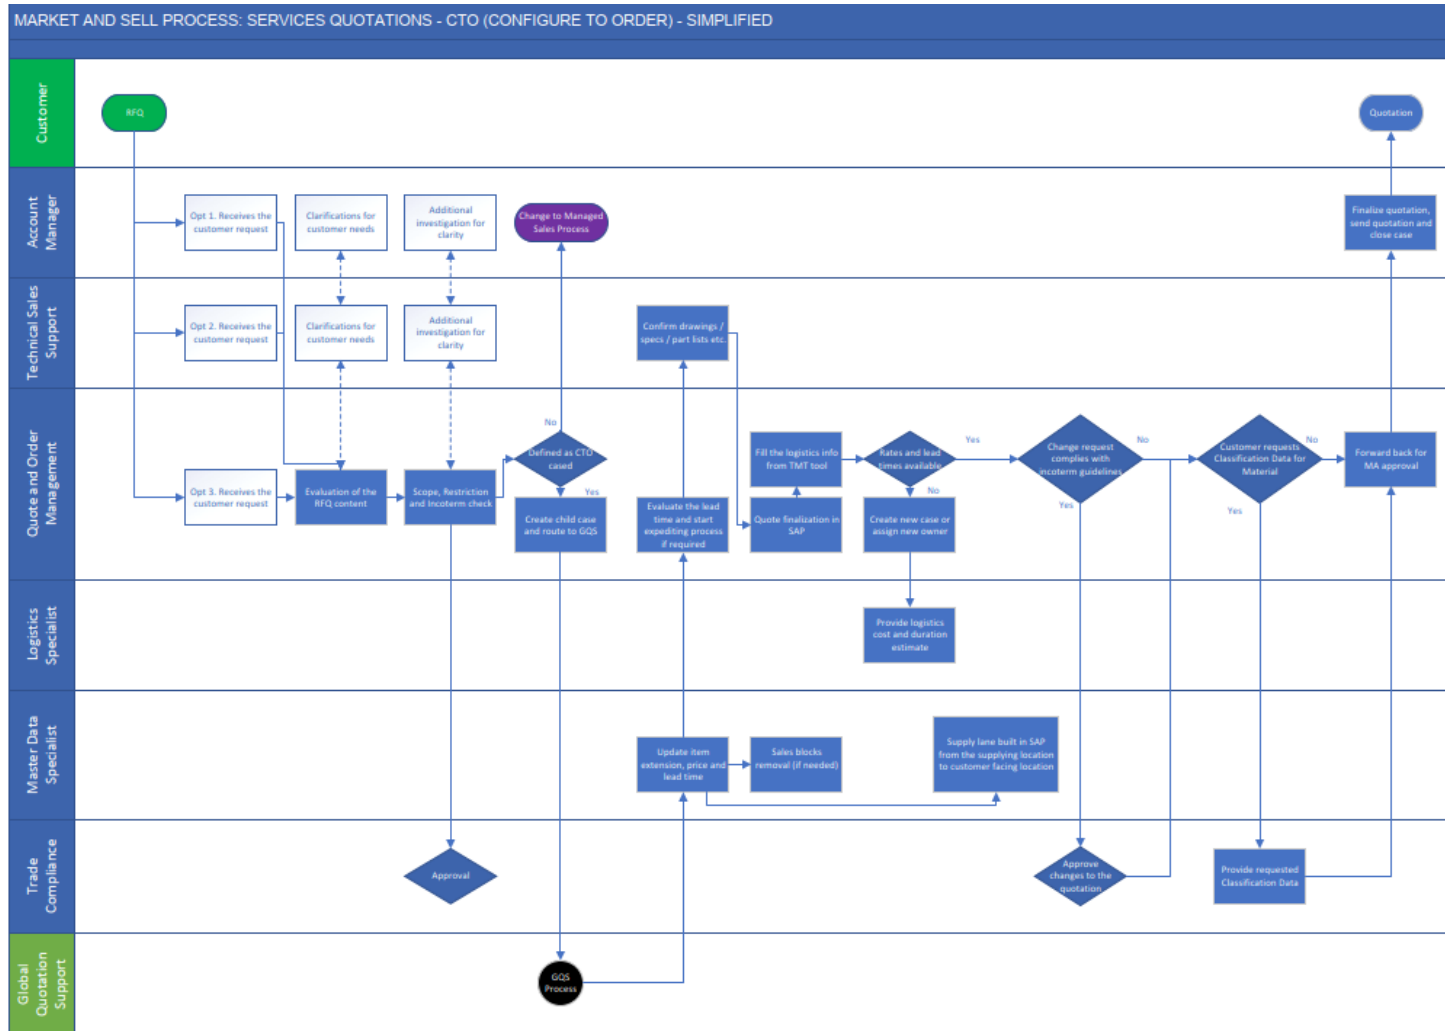 MARKET AND SELL PROCESS: SERVICES QUOTATIONS - CTO (CONFIGURE TO ORDER) - SIMPLIFIED
Customer
RFQ
Quotation
Account
Manager
Opt 1. Receives the
customer request
Clarifications for
customer needs
Additional
investigation for
clarity
Change to Managed
Sales Process
Finalize quotation,
send quotation and
close case
Technical Sales
Support
Opt 2. Receives the
customer request
Clarifications for
customer needs
Additional
investigation for
clarity
Confirm drawings /
specs / part lists etc.
Quote and Order
Management
Opt 3. Receives the
customer request
Evaluation of the
RFQ content
Scope, Restriction
and Incoterm check
No
Defined as CTO
cased
Yes
Create child case
and route to GQS
Evaluate the lead
time and start
expediting process
if required
Fill the logistics info
from TMT tool
Quote finalization in
SAP
Rates and lead
times available
Yes
No
Create new case or
assign new owner
Change request
complies with
incoterm guidelines
No
Yes
Customer requests
Classification Data for
Material
No
Yes
Forward back for
MA approval
Logistics
Specialist
Provide logistics
cost and duration
estimate
Master Data
Specialist
Update item
extension, price and
lead time
Sales blocks
removal (if needed)
Supply lane built in SAP
from the supplying location
to customer facing location
Trade
Compliance
Approval
Approve
changes to the
quotation
Provide requested
Classification Data
Global
Quotation
Support
GQS
Process